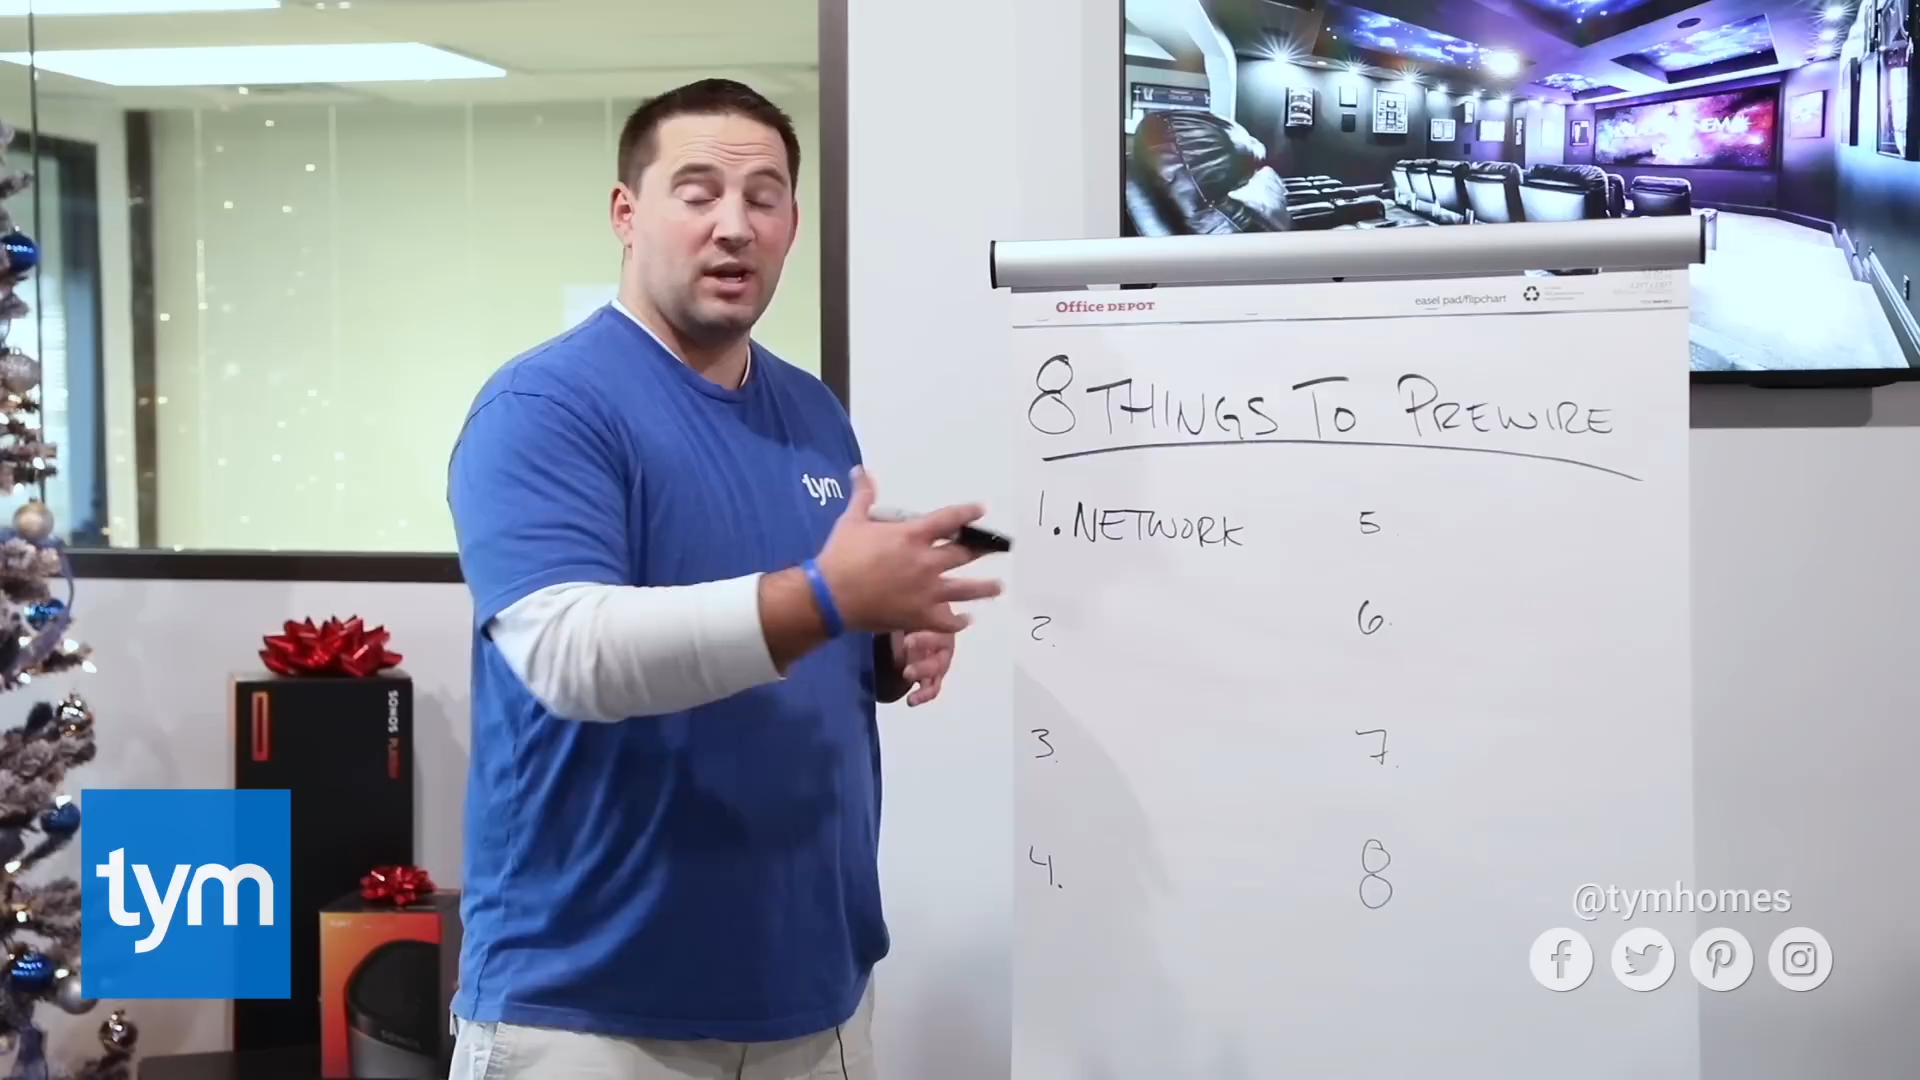 Office DEPOT
easel pad/flipchart
8 THINGS TO PREWIRE
1. NETWORK
2.
3.
4.
5.
6.
7.
8
tym
SONOS
tym
@tymhomes